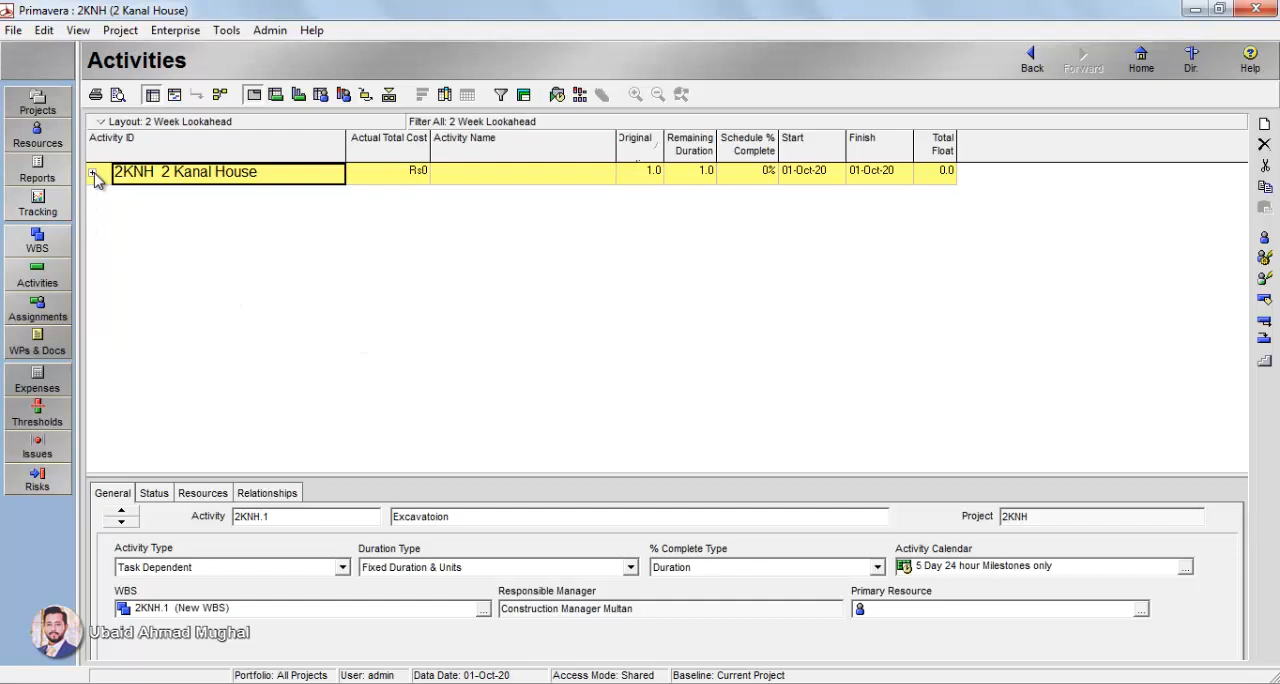 Primavera : 2KNH (2 Kanal House)
File Edit View Project Enterprise Tools Admin Help
Activities
Back Forward Home Dir. Help
Projects
Resources
Reports
Tracking
WBS
Activities
Assignments
WPs & Docs
Expenses
Thresholds
Issues
Risks
Layout: 2 Week Lookahead Filter All: 2 Week Lookahead
Activity ID Actual Total Cost Activity Name Original Remaining Duration Schedule % Complete Start Finish Total Float
2KNH 2 Kanal House Rs0 1.0 1.0 0% 01-Oct-20 01-Oct-20 0.0
General Status Resources Relationships
Activity 2KNH.1 Excavatoion Project 2KNH
Activity Type Duration Type % Complete Type Activity Calendar
Task Dependent Fixed Duration & Units Duration 5 Day 24 hour Milestones only
WBS Responsible Manager Primary Resource
2KNH.1 (New WBS) Construction Manager Multan
Ubaid Ahmad Mughal
Portfolio: All Projects User: admin Data Date: 01-Oct-20 Access Mode: Shared Baseline: Current Project